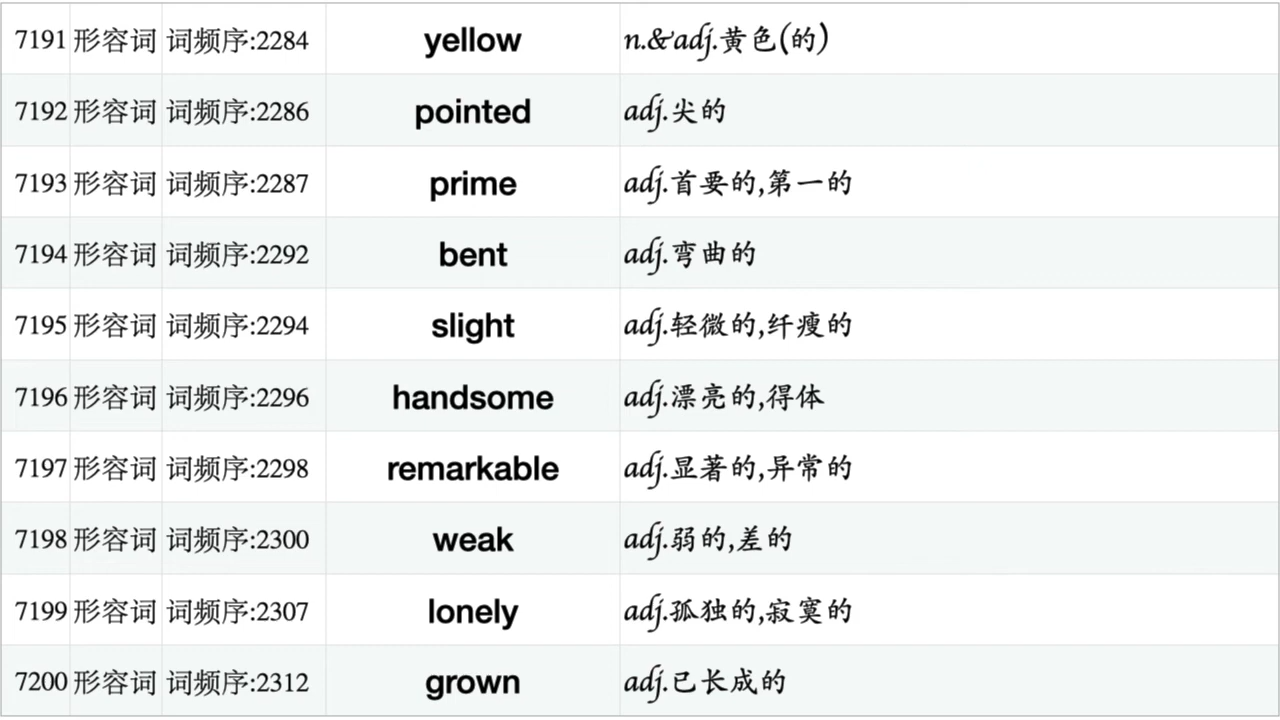 7191 形容词 词频序:2284 yellow n.&adj.黄色(的)
7192 形容词 词频序:2286 pointed adj.尖的
7193 形容词 词频序:2287 prime adj.首要的,第一的
7194 形容词 词频序:2292 bent adj.弯曲的
7195 形容词 词频序:2294 slight adj.轻微的,纤瘦的
7196 形容词 词频序:2296 handsome adj.漂亮的,得体
7197 形容词 词频序:2298 remarkable adj.显著的,异常的
7198 形容词 词频序:2300 weak adj.弱的,差的
7199 形容词 词频序:2307 lonely adj.孤独的,寂寞的
7200 形容词 词频序:2312 grown adj.已长成的